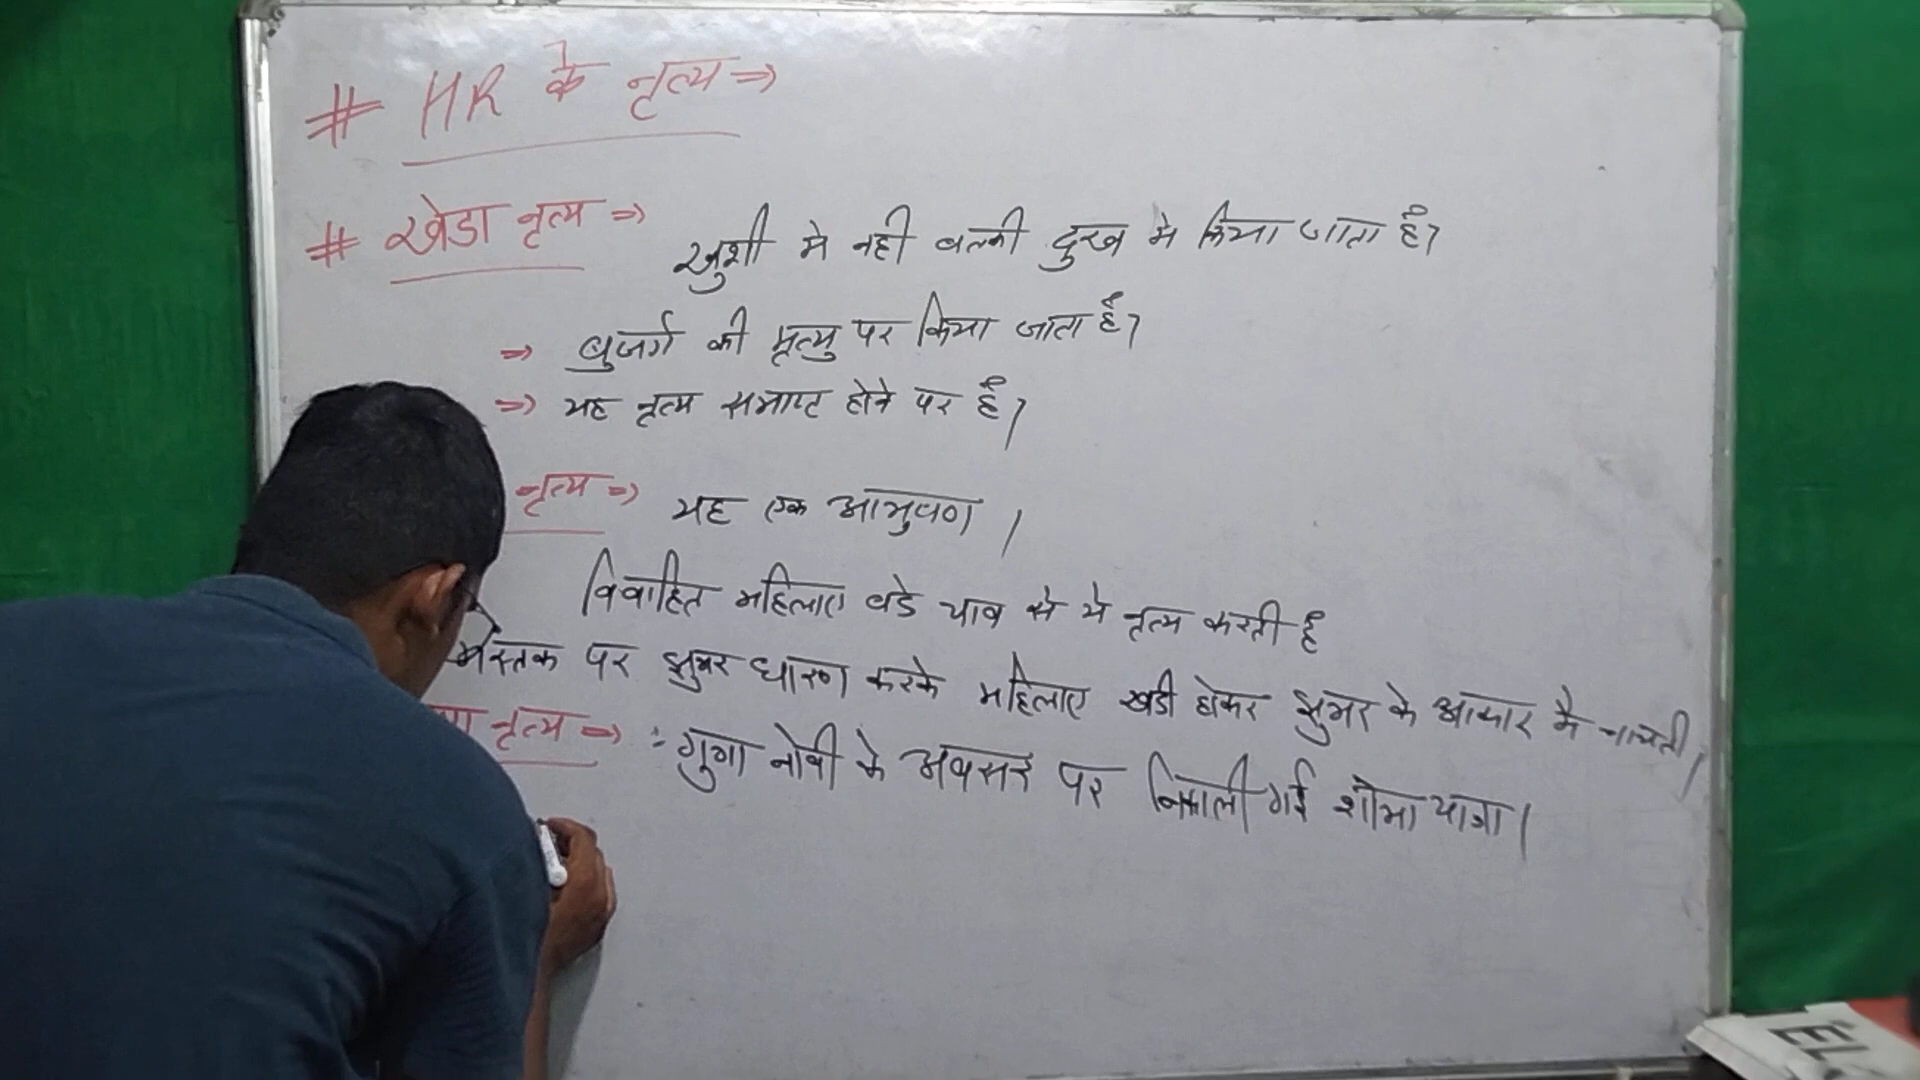 # HR के नृत्य ⇒
# खेडा नृत्य ⇒ खुशी मे नही बल्की दुख मे किया जाता है।
⇒ बुजर्ग की मृत्यु पर किया जाता है।
⇒ यह नृत्य समाप्ट होने पर है।
नृत्य ⇒ यह एक आभुषण।
विवाहित महिलाए बडे चाव से ये नृत्य करती है
मस्तक पर झुमर धारण करके महिलाए खडी होकर झुमर के आकार मै नाचती।
नृत्य ⇒ :- गुगा नोवी के अवसर पर निकाली गई शोभा यात्रा।
EL